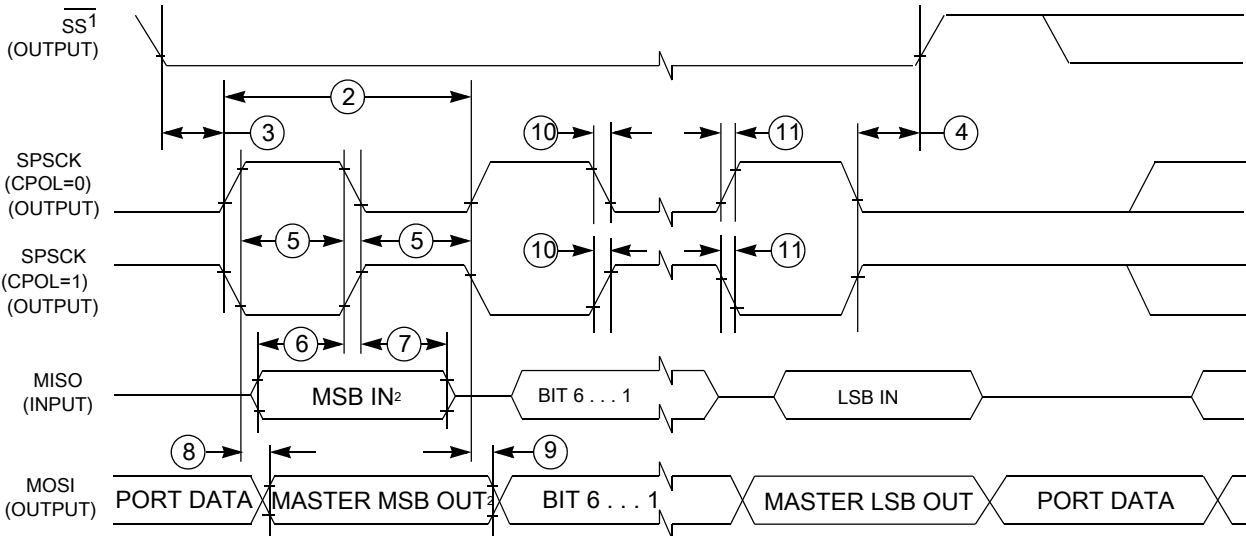 SS1
(OUTPUT)
2
3
10
11
4
SPSCK
(CPOL=0)
(OUTPUT)
5
5
SPSCK
(CPOL=1)
(OUTPUT)
10
11
6
7
MISO
(INPUT)
MSB IN2
BIT 6 . . . 1
LSB IN
8
9
MOSI
(OUTPUT)
PORT DATA
MASTER MSB OUT2
BIT 6 . . . 1
MASTER LSB OUT
PORT DATA